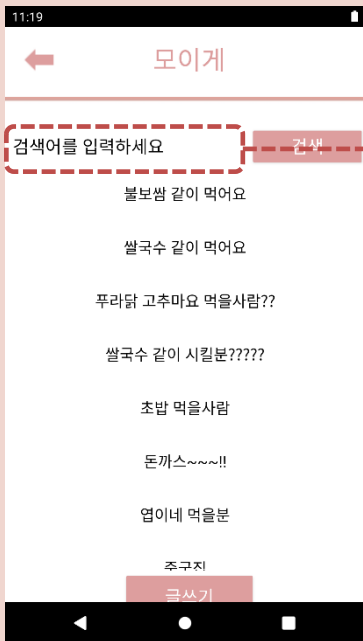 11:19
모이게
검색어를 입력하세요
검색
불보쌈 같이 먹어요
쌀국수 같이 먹어요
푸라닭 고추마요 먹을사람??
쌀국수 같이 시킬분?????
초밥 먹을사람
돈까스~~~!!
엽이네 먹을분
중국집
글쓰기